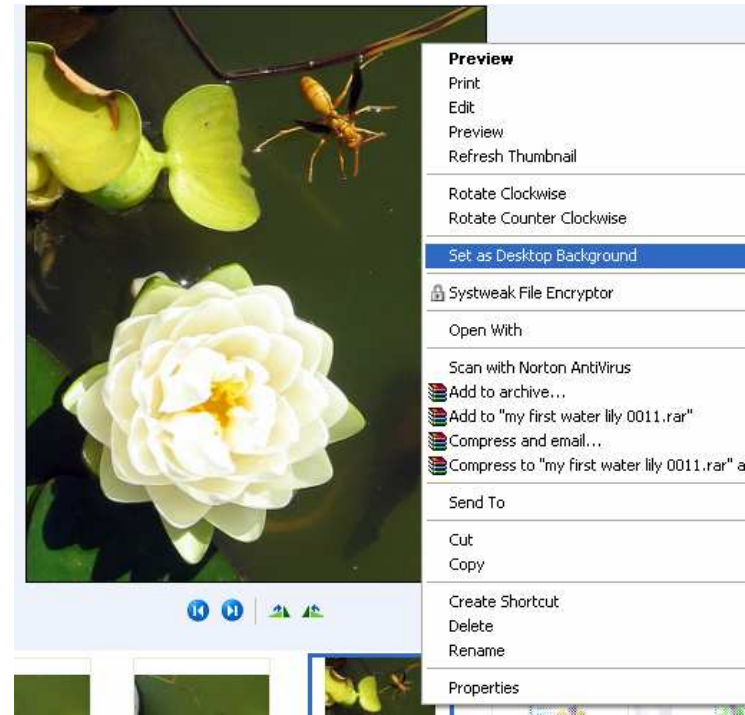 Preview
Print
Edit
Preview
Refresh Thumbnail
Rotate Clockwise
Rotate Counter Clockwise
Set as Desktop Background
Systweak File Encryptor
Open With
Scan with Norton AntiVirus
Add to archive...
Add to "my first water lily 0011.rar"
Compress and email...
Compress to "my first water lily 0011.rar" a
Send To
Cut
Copy
Create Shortcut
Delete
Rename
Properties